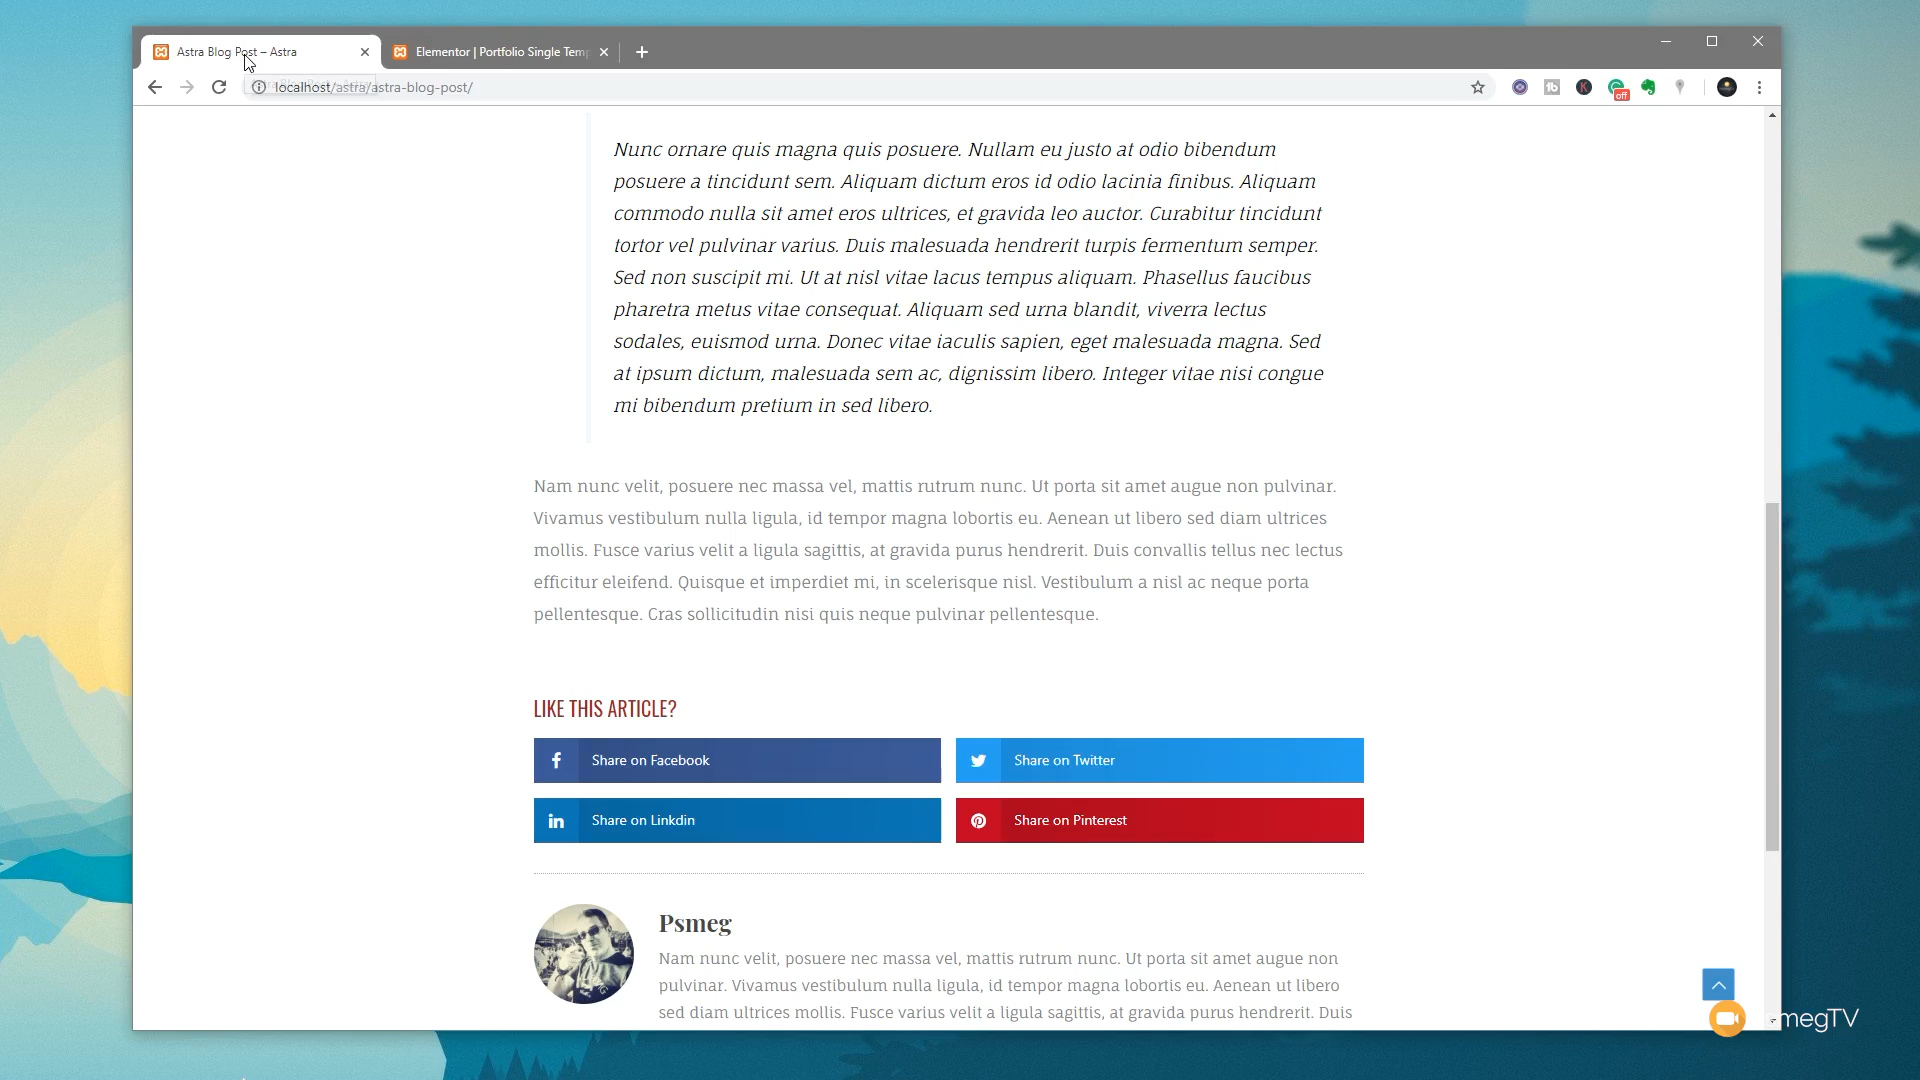 Astra Blog Post – Astra
Elementor | Portfolio Single Temp
localhost/astra/astra-blog-post/
off
Nunc ornare quis magna quis posuere. Nullam eu justo at odio bibendum
posuere a tincidunt sem. Aliquam dictum eros id odio lacinia finibus. Aliquam
commodo nulla sit amet eros ultrices, et gravida leo auctor. Curabitur tincidunt
tortor vel pulvinar varius. Duis malesuada hendrerit turpis fermentum semper.
Sed non suscipit mi. Ut at nisl vitae lacus tempus aliquam. Phasellus faucibus
pharetra metus vitae consequat. Aliquam sed urna blandit, viverra lectus
sodales, euismod urna. Donec vitae iaculis sapien, eget malesuada magna. Sed
at ipsum dictum, malesuada sem ac, dignissim libero. Integer vitae nisi congue
mi bibendum pretium in sed libero.
Nam nunc velit, posuere nec massa vel, mattis rutrum nunc. Ut porta sit amet augue non pulvinar.
Vivamus vestibulum nulla ligula, id tempor magna lobortis eu. Aenean ut libero sed diam ultrices
mollis. Fusce varius velit a ligula sagittis, at gravida purus hendrerit. Duis convallis tellus nec lectus
efficitur eleifend. Quisque et imperdiet mi, in scelerisque nisl. Vestibulum a nisl ac neque porta
pellentesque. Cras sollicitudin nisi quis neque pulvinar pellentesque.
LIKE THIS ARTICLE?
Share on Facebook
Share on Twitter
Share on Linkdin
Share on Pinterest
Psmeg
Nam nunc velit, posuere nec massa vel, mattis rutrum nunc. Ut porta sit amet augue non
pulvinar. Vivamus vestibulum nulla ligula, id tempor magna lobortis eu. Aenean ut libero
sed diam ultrices mollis. Fusce varius velit a ligula sagittis, at gravida purus hendrerit. Duis
megTV